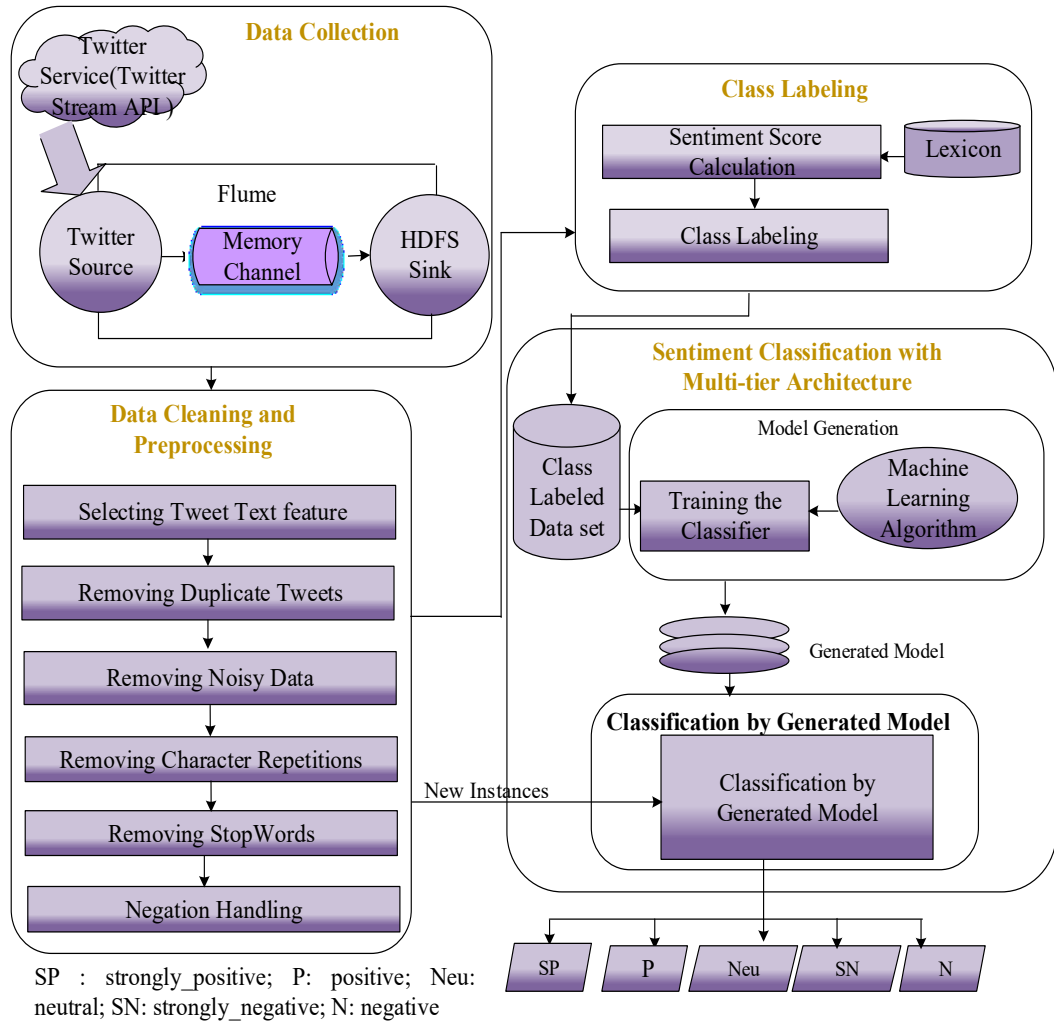 Data Collection
Twitter
Service(Twitter
Stream API )
Flume
Twitter
Source
Memory
Channel
HDFS
Sink
Data Cleaning and
Preprocessing
Selecting Tweet Text feature
Removing Duplicate Tweets
Removing Noisy Data
Removing Character Repetitions
Removing StopWords
Negation Handling
SP : strongly_positive; P: positive; Neu:
neutral; SN: strongly_negative; N: negative
Class Labeling
Sentiment Score
Calculation
Lexicon
Class Labeling
Sentiment Classification with
Multi-tier Architecture
Class
Labeled
Data set
Model Generation
Training the
Classifier
Machine
Learning
Algorithm
Generated Model
Classification by Generated Model
New Instances
Classification by
Generated Model
SP
P
Neu
SN
N